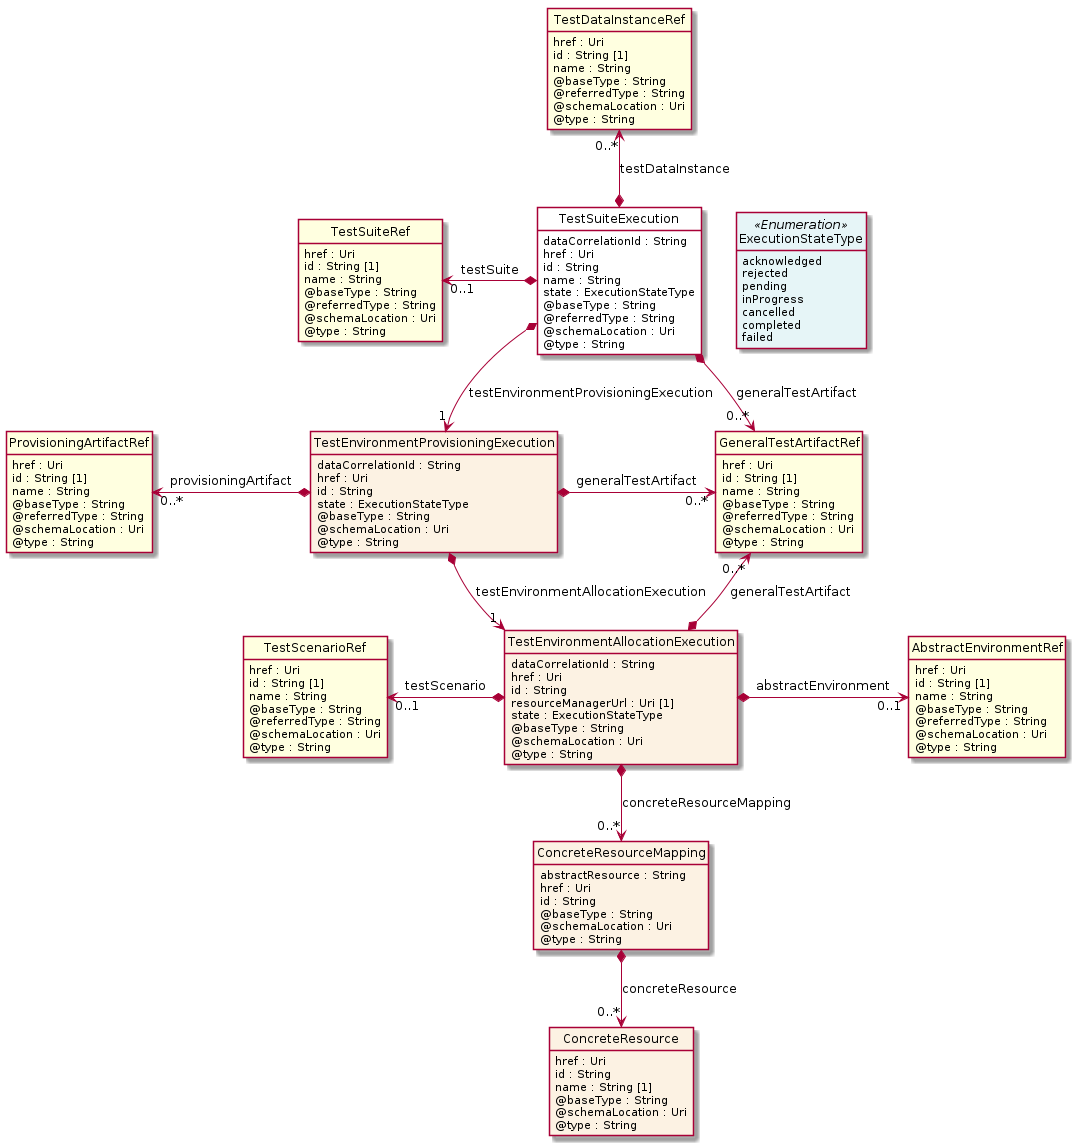 TestDataInstanceRef
href : Uri
id : String [1]
name : String
@baseType : String
@referredType : String
@schemaLocation : Uri
@type : String
0..*
testDataInstance
TestSuiteExecution
dataCorrelationId : String
href : Uri
id : String
name : String
state : ExecutionStateType
@baseType : String
@referredType : String
@schemaLocation : Uri
@type : String
«Enumeration»
ExecutionStateType
acknowledged
rejected
pending
inProgress
cancelled
completed
failed
TestSuiteRef
href : Uri
id : String [1]
name : String
@baseType : String
@referredType : String
@schemaLocation : Uri
@type : String
testSuite
0..1
testEnvironmentProvisioningExecution
1
generalTestArtifact
0..*
ProvisioningArtifactRef
href : Uri
id : String [1]
name : String
@baseType : String
@referredType : String
@schemaLocation : Uri
@type : String
provisioningArtifact
0..*
TestEnvironmentProvisioningExecution
dataCorrelationId : String
href : Uri
id : String
state : ExecutionStateType
@baseType : String
@schemaLocation : Uri
@type : String
generalTestArtifact
0..*
GeneralTestArtifactRef
href : Uri
id : String [1]
name : String
@baseType : String
@referredType : String
@schemaLocation : Uri
@type : String
testEnvironmentAllocationExecution
1
0..*
generalTestArtifact
TestScenarioRef
href : Uri
id : String [1]
name : String
@baseType : String
@referredType : String
@schemaLocation : Uri
@type : String
testScenario
0..1
TestEnvironmentAllocationExecution
dataCorrelationId : String
href : Uri
id : String
resourceManagerUrl : Uri [1]
state : ExecutionStateType
@baseType : String
@schemaLocation : Uri
@type : String
abstractEnvironment
0..1
AbstractEnvironmentRef
href : Uri
id : String [1]
name : String
@baseType : String
@referredType : String
@schemaLocation : Uri
@type : String
concreteResourceMapping
0..*
ConcreteResourceMapping
abstractResource : String
href : Uri
id : String
@baseType : String
@schemaLocation : Uri
@type : String
concreteResource
0..*
ConcreteResource
href : Uri
id : String
name : String [1]
@baseType : String
@schemaLocation : Uri
@type : String